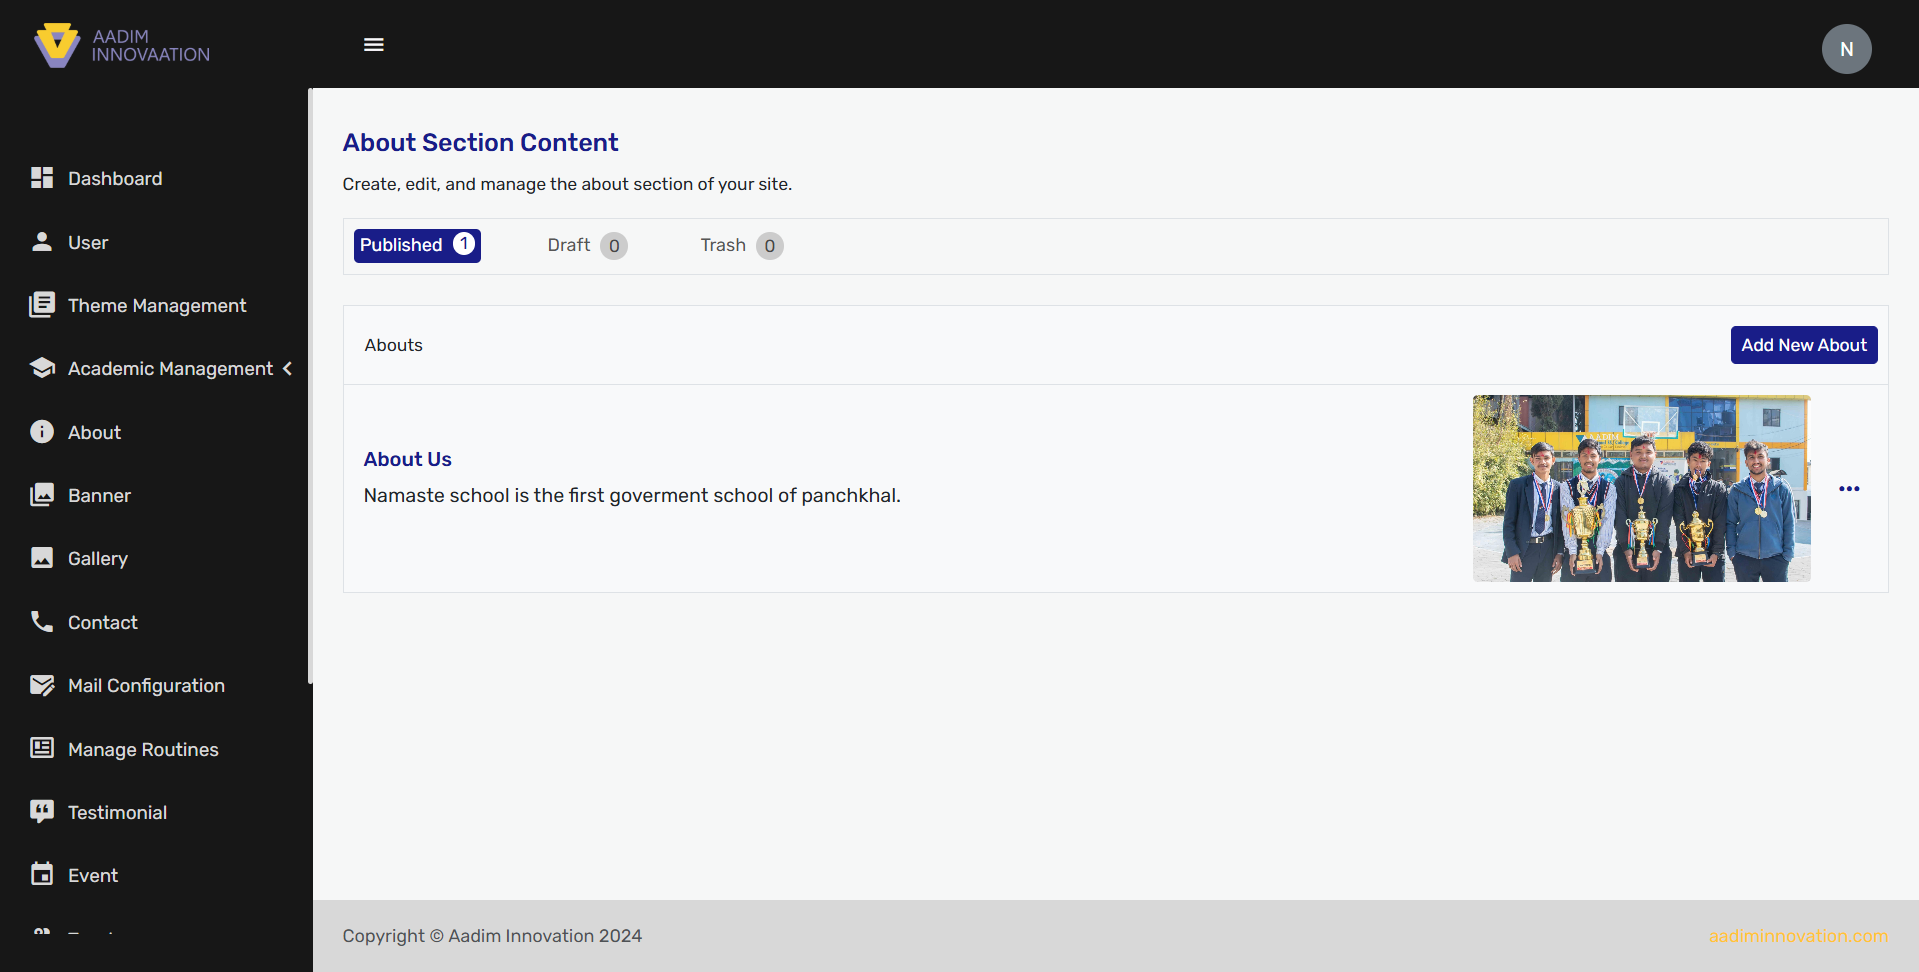 AADIM
INNOVAATION
N
Dashboard
User
Theme Management
Academic Management
About
Banner
Gallery
Contact
Mail Configuration
Manage Routines
Testimonial
Event
About Section Content
Create, edit, and manage the about section of your site.
Published 1 Draft 0 Trash 0
Abouts
Add New About
About Us
Namaste school is the first goverment school of panchkhal.
AADIM
Copyright © Aadim Innovation 2024
aadiminnovation.com